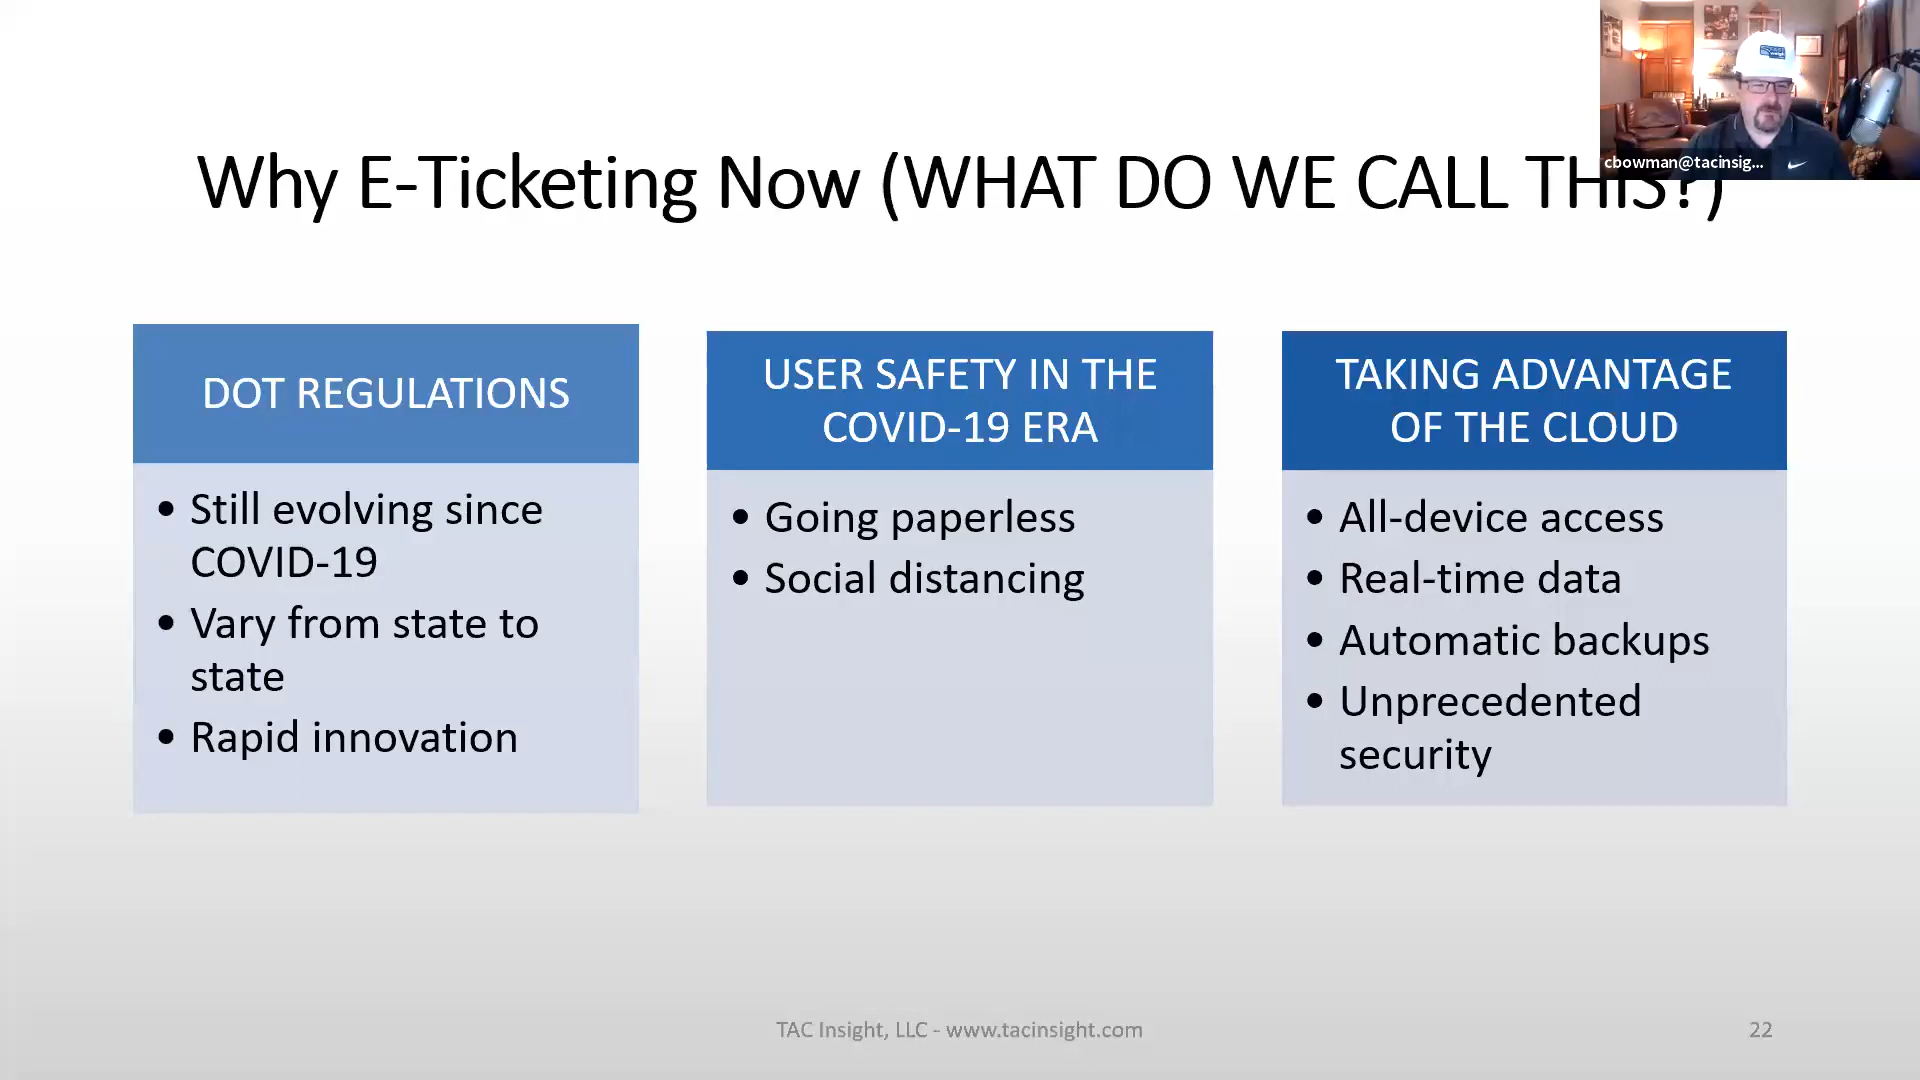 cbowman@tacinsig...
Why E-Ticketing Now (WHAT DO WE CALL THIS?)
DOT REGULATIONS
• Still evolving since
COVID-19
• Vary from state to
state
• Rapid innovation
USER SAFETY IN THE
COVID-19 ERA
• Going paperless
• Social distancing
TAKING ADVANTAGE
OF THE CLOUD
• All-device access
• Real-time data
• Automatic backups
• Unprecedented
security
TAC Insight, LLC - www.tacinsight.com
22